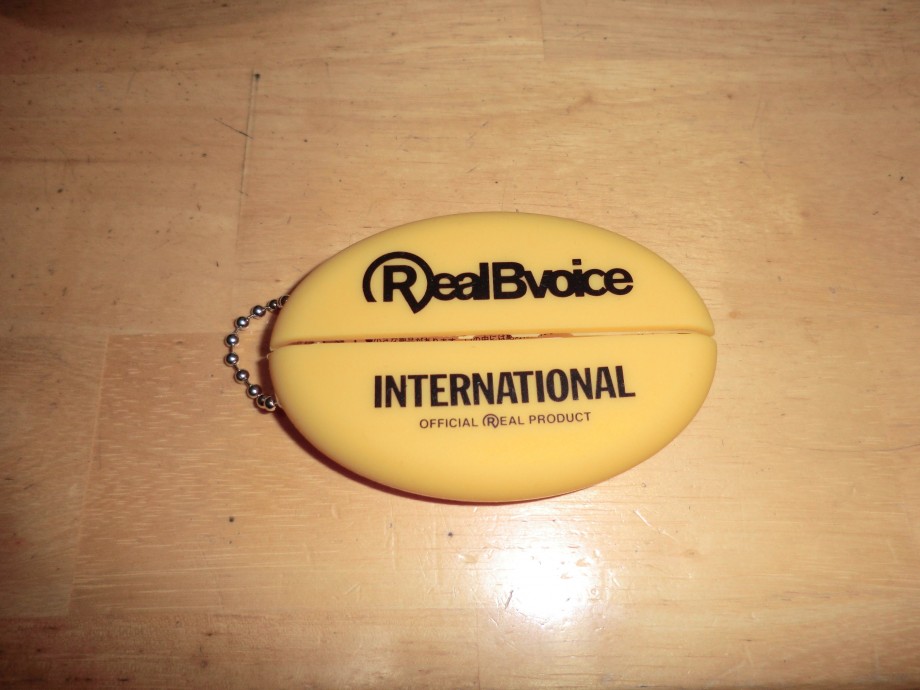 RealBvoice
INTERNATIONAL
OFFICIAL REAL PRODUCT